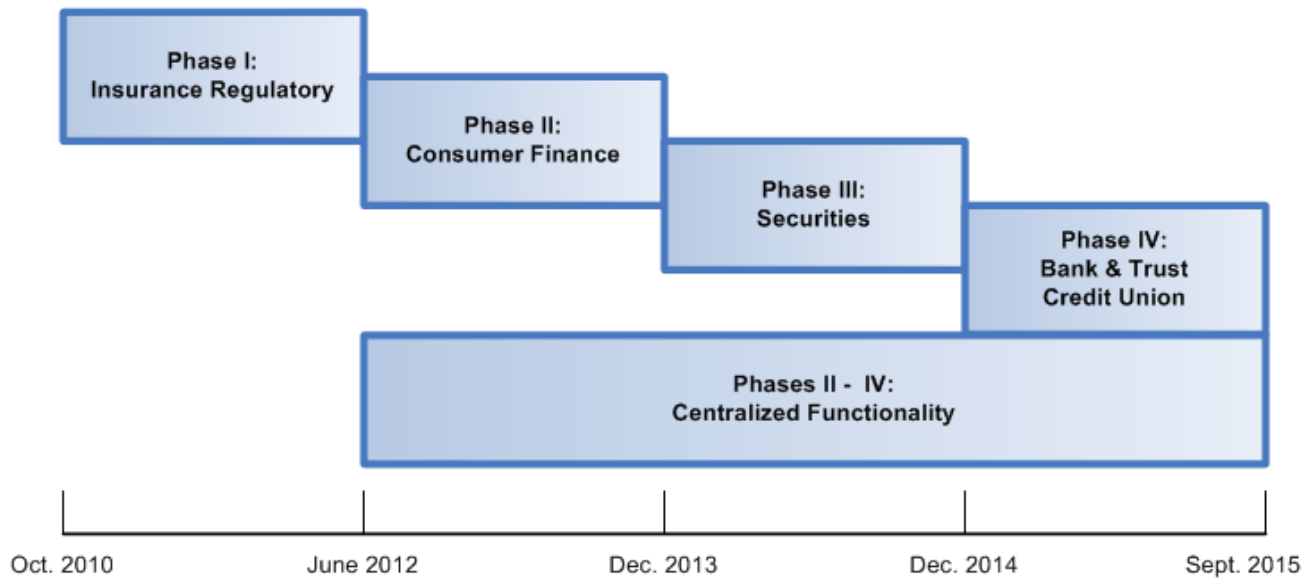 Phase I:
Insurance Regulatory
Phase II:
Consumer Finance
Phase III:
Securities
Phase IV:
Bank & Trust
Credit Union
Phases II - IV:
Centralized Functionality
Oct. 2010
June 2012
Dec. 2013
Dec. 2014
Sept. 2015